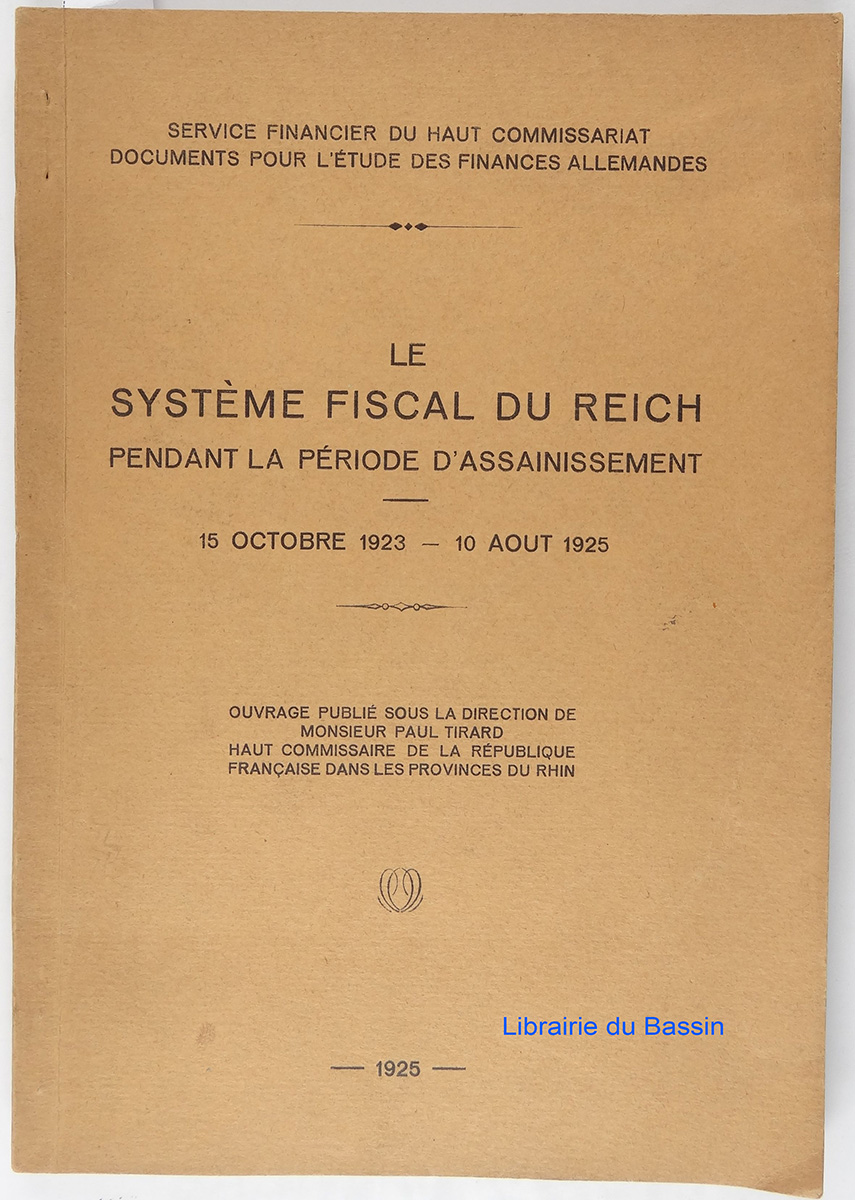 SERVICE FINANCIER DU HAUT COMMISSARIAT
DOCUMENTS POUR L'ÉTUDE DES FINANCES ALLEMANDES
LE
SYSTÈME FISCAL DU REICH
PENDANT LA PÉRIODE D'ASSAINISSEMENT
15 OCTOBRE 1923 — 10 AOUT 1925
OUVRAGE PUBLIÉ SOUS LA DIRECTION DE
MONSIEUR PAUL TIRARD
HAUT COMMISSAIRE DE LA RÉPUBLIQUE
FRANÇAISE DANS LES PROVINCES DU RHIN
Librairie du Bassin
— 1925 —